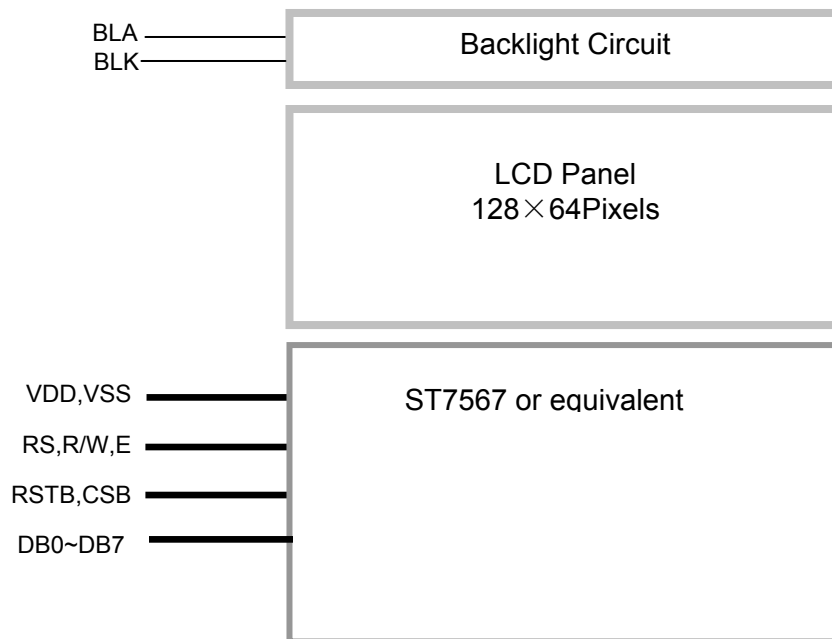 BLA
BLK
Backlight Circuit
LCD Panel
128×64Pixels
VDD,VSS
RS,R/W,E
RSTB,CSB
DB0~DB7
ST7567 or equivalent